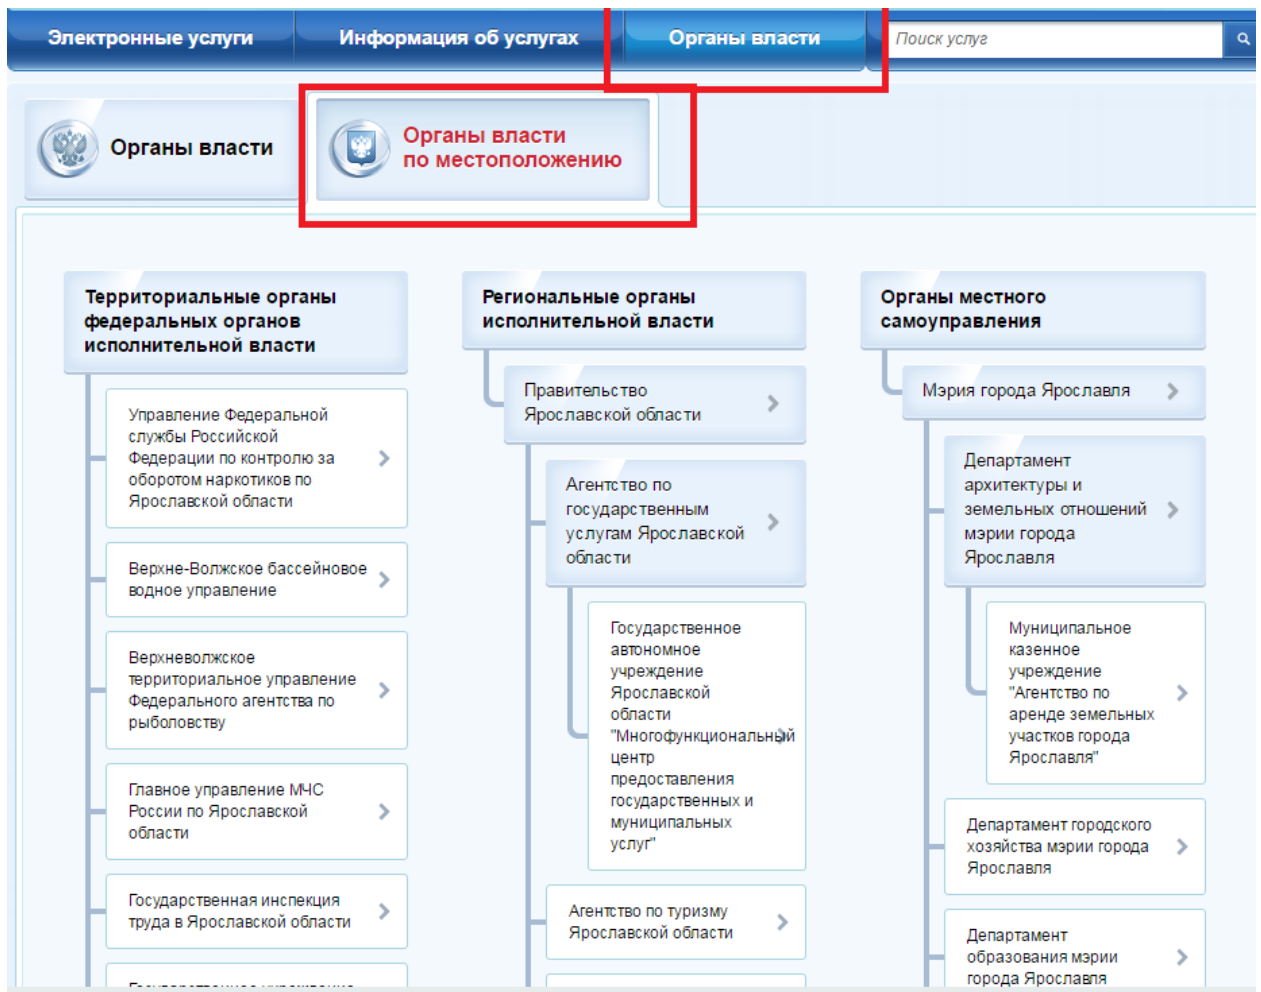 Электронные услуги
Информация об услугах
Органы власти
Поиск услуг
Органы власти
Органы власти
по местоположению
Территориальные органы
федеральных органов
исполнительной власти
Управление Федеральной
службы Российской
Федерации по контролю за
оборотом наркотиков по
Ярославской области
Верхне-Волжское бассейновое
водное управление
Верхневолжское
территориальное управление
Федерального агентства по
рыболовству
Главное управление МЧС
России по Ярославской
области
Государственная инспекция
труда в Ярославской области
Региональные органы
исполнительной власти
Правительство
Ярославской области
Агентство по
государственным
услугам Ярославской
области
Государственное
автономное
учреждение
Ярославской
области
"Многофункциональный
центр
предоставления
государственных и
муниципальных
услуг"
Агентство по туризму
Ярославской области
Органы местного
самоуправления
Мэрия города Ярославля
Департамент
архитектуры и
земельных отношений
мэрии города
Ярославля
Муниципальное
казенное
учреждение
"Агентство по
аренде земельных
участков города
Ярославля"
Департамент городского
хозяйства мэрии города
Ярославля
Департамент
образования мэрии
города Ярославля